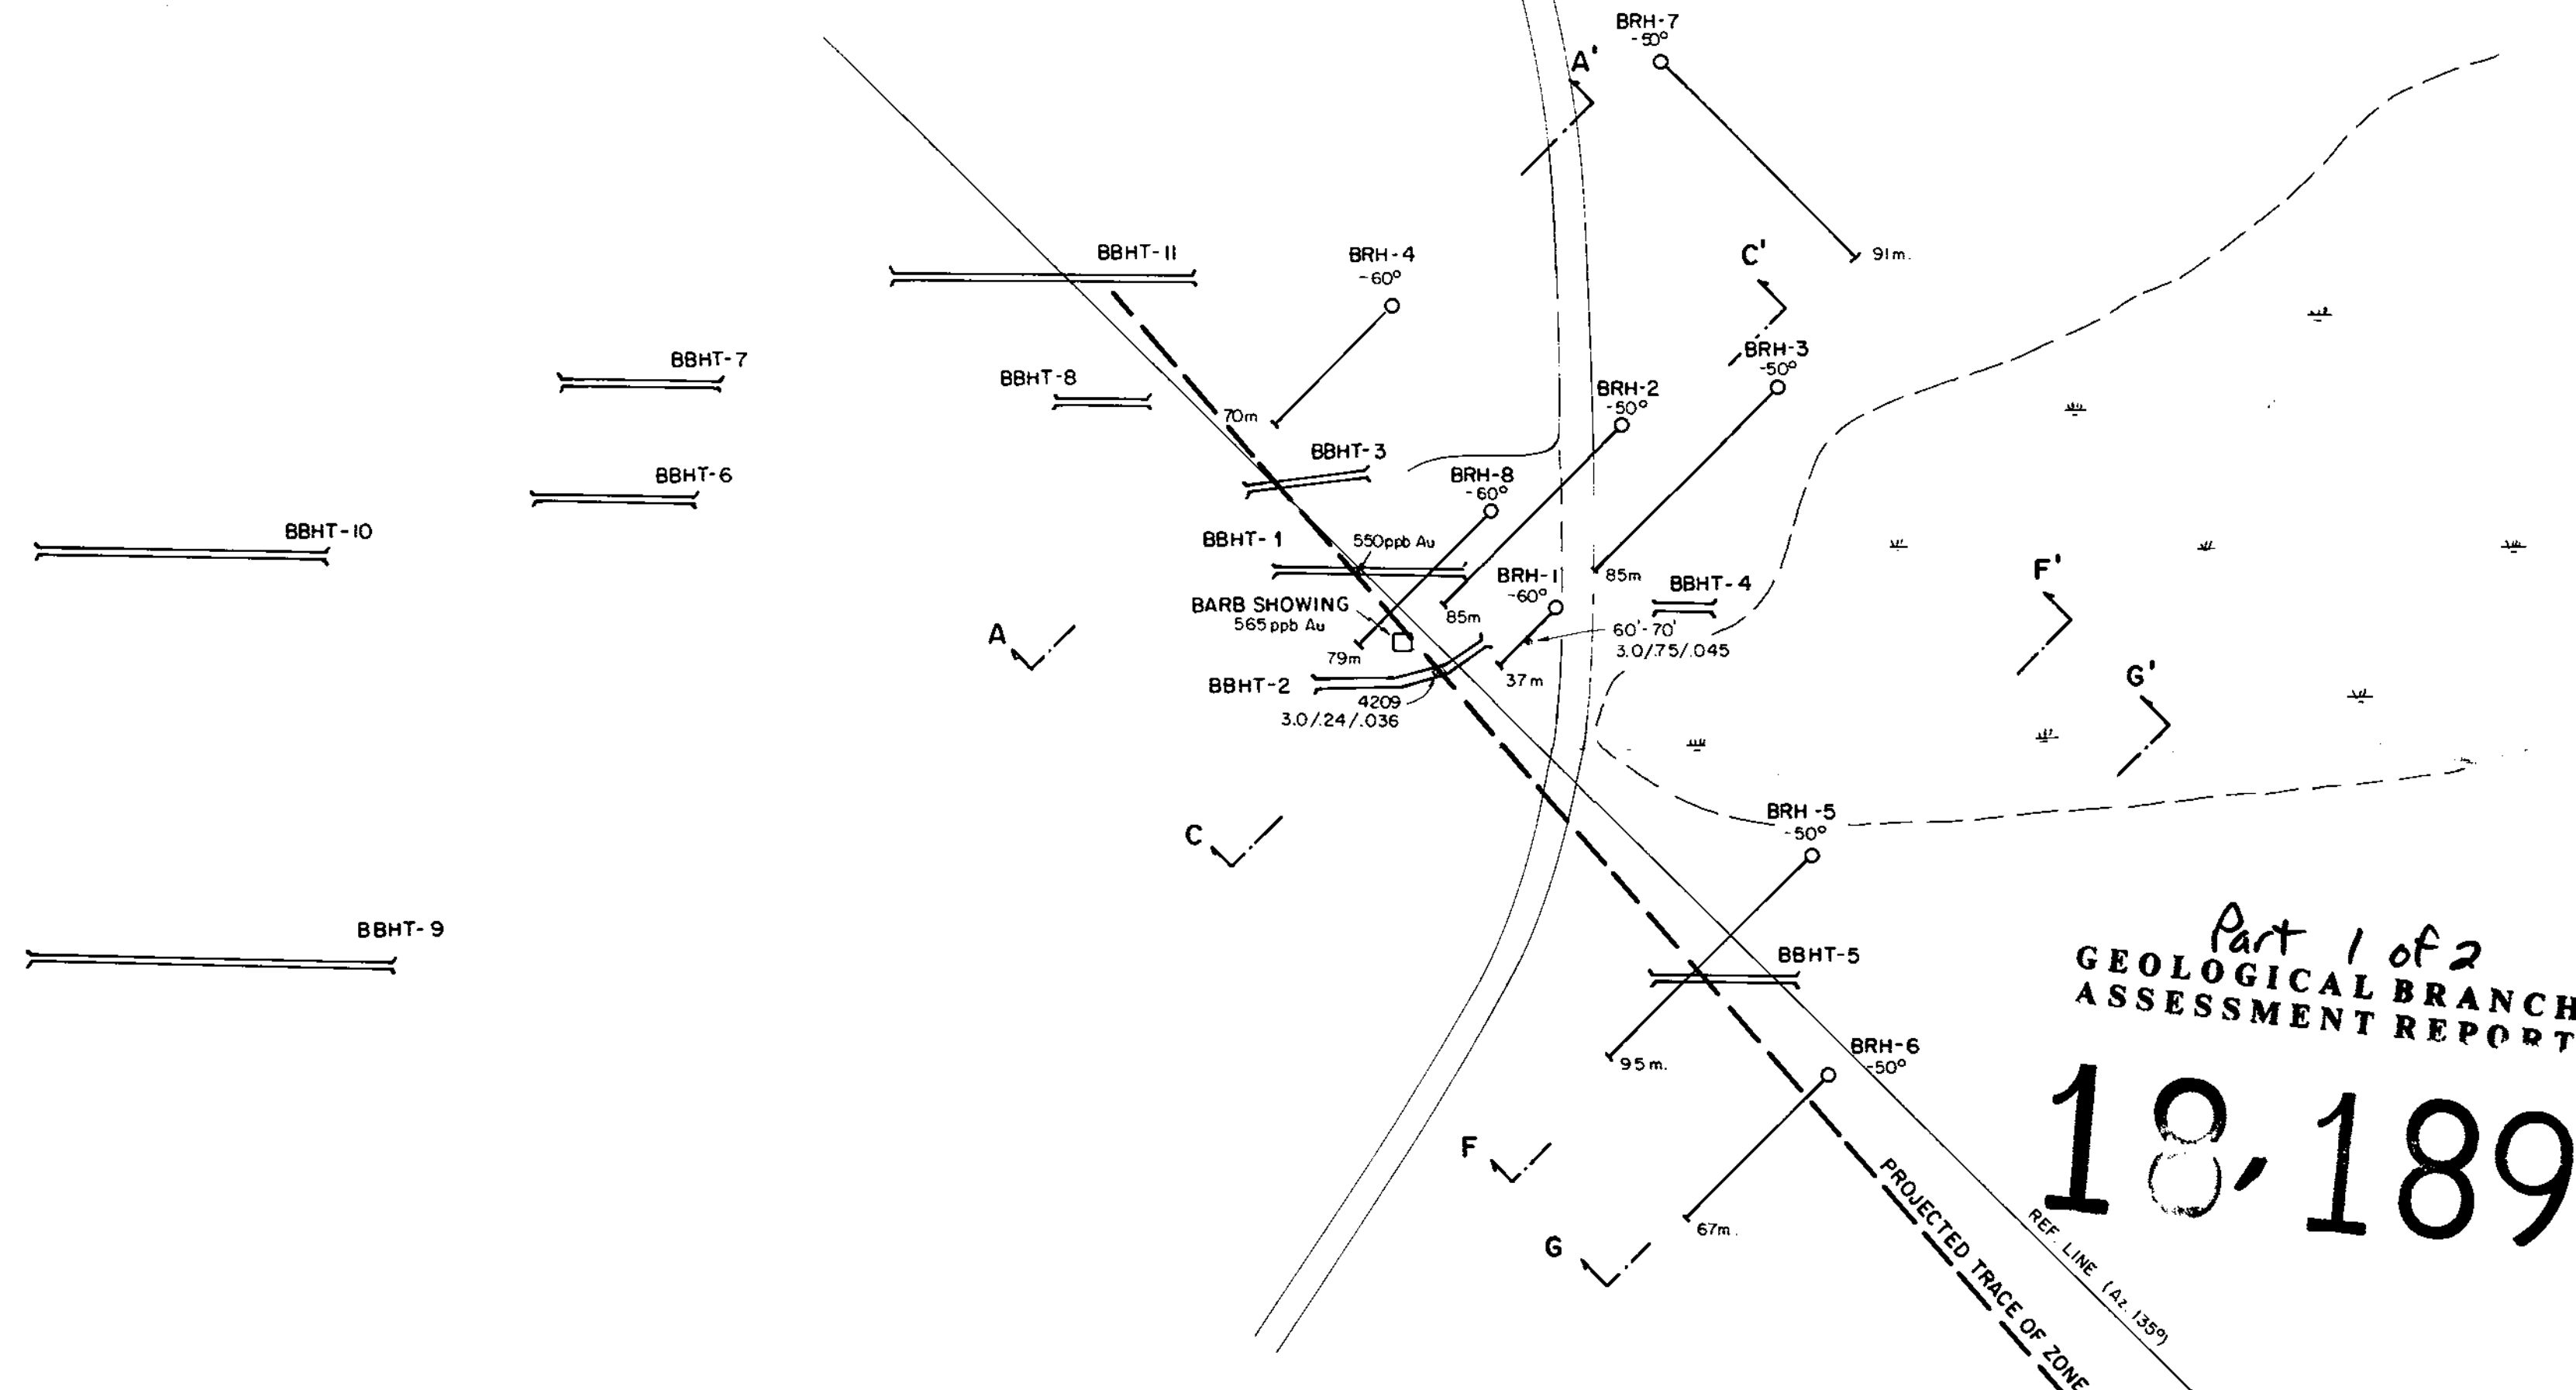 BRH-7
-50°
A'
91m.
C'
BBHT-11
BRH-4
-60°
BRH-3
-50°
BBHT-7
BBHT-8
BRH-2
-50°
70m
BBHT-3
BBHT-6
BRH-8
-60°
BBHT-10
BBHT-1
550ppb Au
BRH-1
-60°
85m
BBHT-4
F'
BARB SHOWING
565 ppb Au
85m
60'-70'
3.0/.75/.045
A
79m
37m
G'
BBHT-2
4209
3.0/.24/.036
BRH-5
-50°
C
BBHT-9
BBHT-5
Part 1 of 2
GEOLOGICAL BRANCH
ASSESSMENT REPORT
18,189
95m.
BRH-6
-50°
F
67m.
G
PROJECTED TRACE OF ZONE
REF. LINE (Az. 135°)